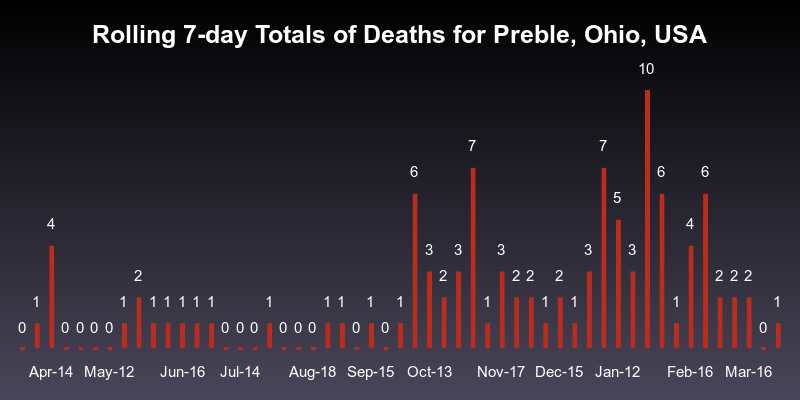 Rolling 7-day Totals of Deaths for Preble, Ohio, USA
10
7 7
6 6 6
5
4 4
3 3 3 3 3
2 2 2 2 2 2 2 2
1 1 1 1 1 1 1 1 1 1 1 1 1 1 1 1 1
0 0 0 0 0 0 0 0 0 0 0 0 0 0
Apr-14 May-12 Jun-16 Jul-14 Aug-18 Sep-15 Oct-13 Nov-17 Dec-15 Jan-12 Feb-16 Mar-16